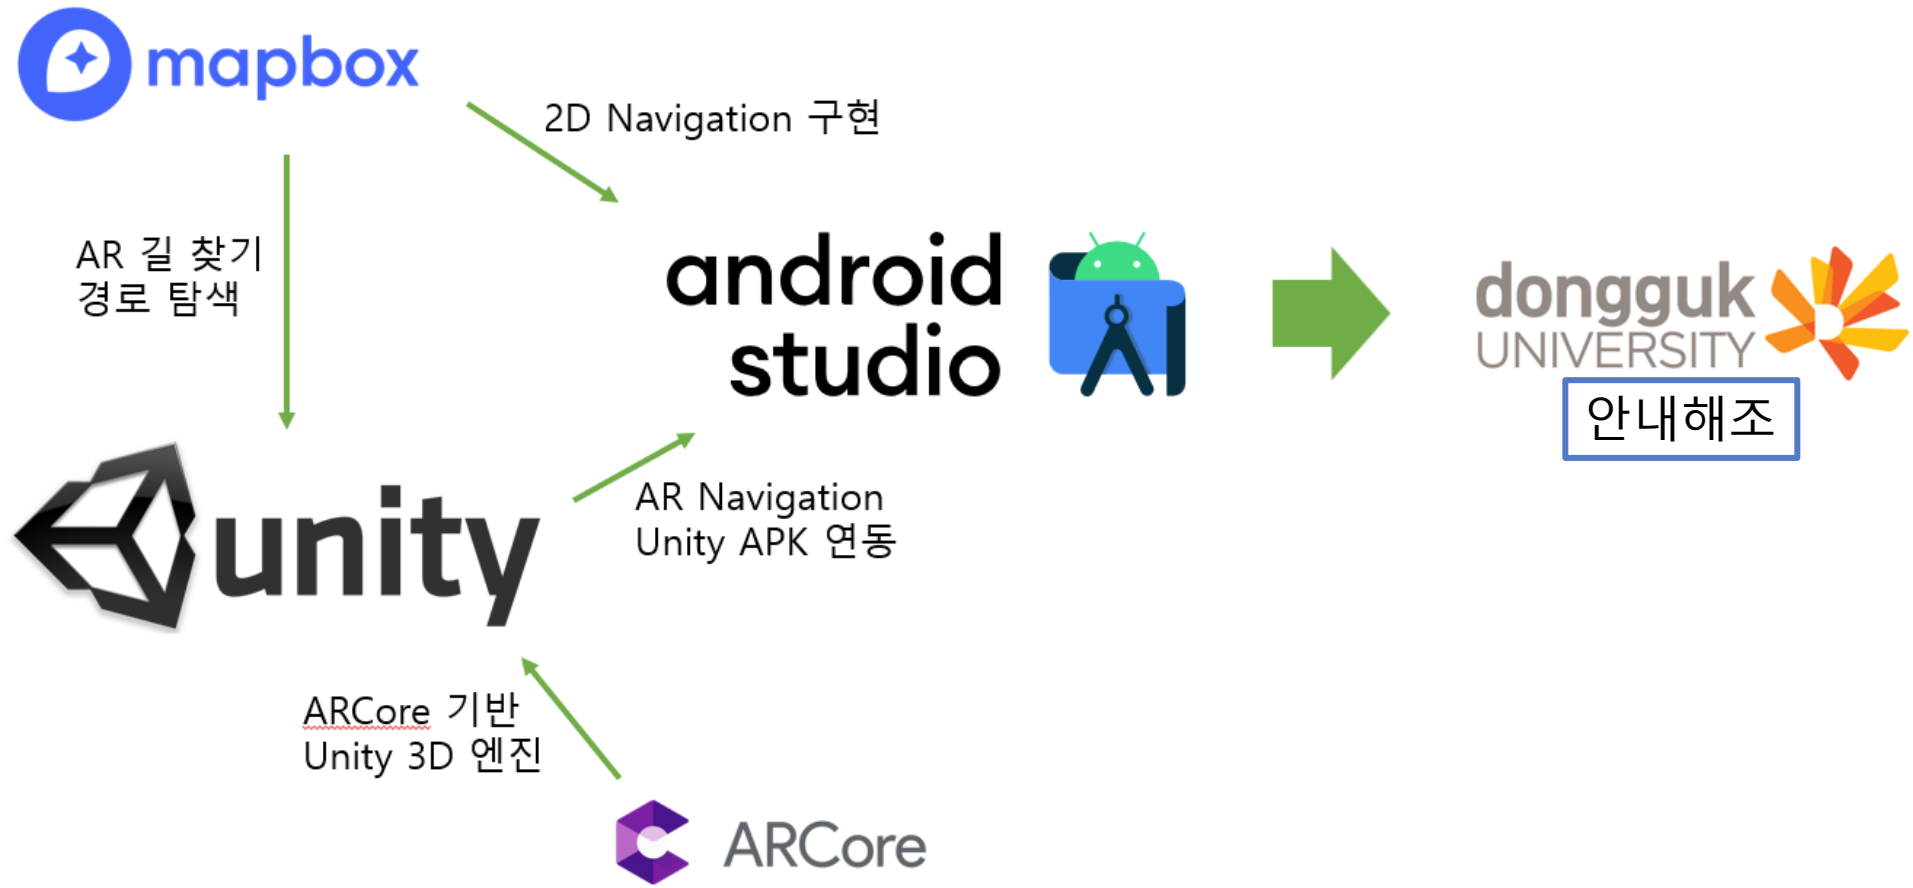 mapbox
2D Navigation 구현
AR 길 찾기
경로 탐색
android
studio
dongguk
UNIVERSITY
안내해조
unity
AR Navigation
Unity APK 연동
ARCore 기반
Unity 3D 엔진
ARCore